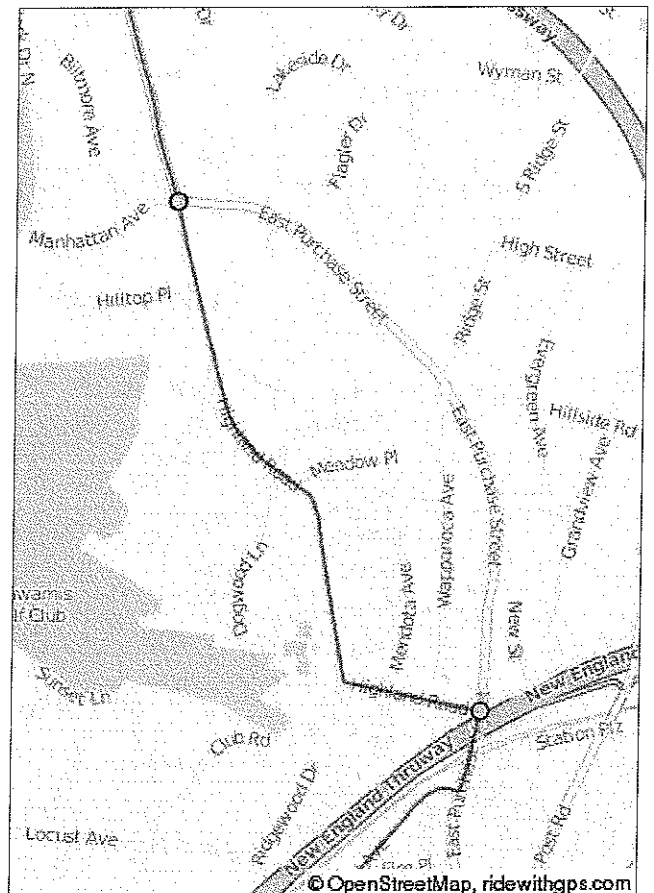 Biltmore Ave
Lakeside Dr
Wyman St
Flagler Dr
S Ridge St
Manhattan Ave
East Purchase Street
High Street
Hilltop Pl
Ridge St
Evergreen Ave
Hillside Rd
Meadow Pl
East Purchase Street
Grandview Ave
Dogwood Ln
Mendota Ave
New St
Sunset Ln
New England
Club Rd
Station Plz
New England Thruway
Ridgewood Dr
Post Rd
Locust Ave
© OpenStreetMap, ridewithgps.com